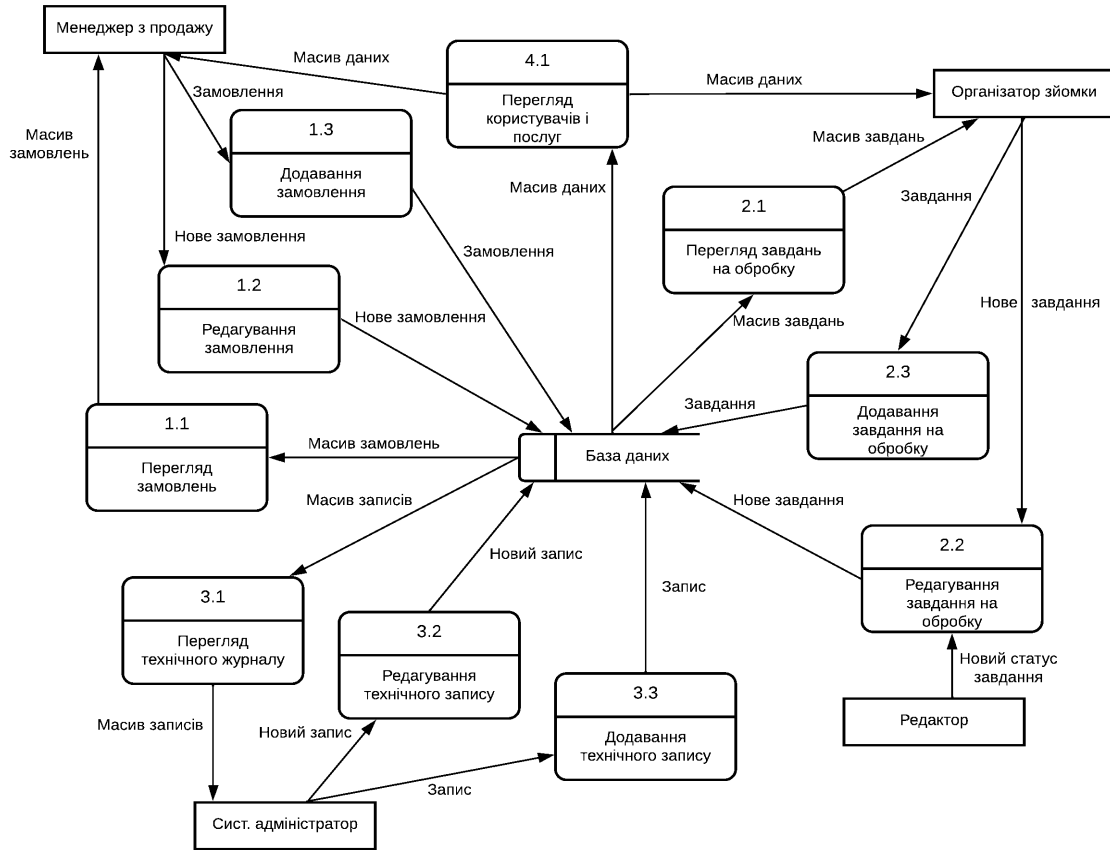 Менеджер з продажу
4.1
Перегляд
користувачів і
послуг
Масив даних
Масив даних
Організатор зйомки
Замовлення
1.3
Додавання
замовлення
Масив
замовлень
Масив завдань
Масив даних
2.1
Перегляд завдань
на обробку
Завдання
Нове замовлення
Замовлення
1.2
Редагування
замовлення
Нове замовлення
Масив завдань
Нове завдання
2.3
Додавання
завдання на
обробку
Завдання
1.1
Перегляд
замовлень
Масив замовлень
База даних
Масив записів
Нове завдання
Новий запис
2.2
Редагування
завдання на
обробку
3.1
Перегляд
технічного журналу
3.2
Редагування
технічного запису
Запис
3.3
Додавання
технічного запису
Новий статус
завдання
Редактор
Масив записів
Новий запис
Запис
Сист. адміністратор